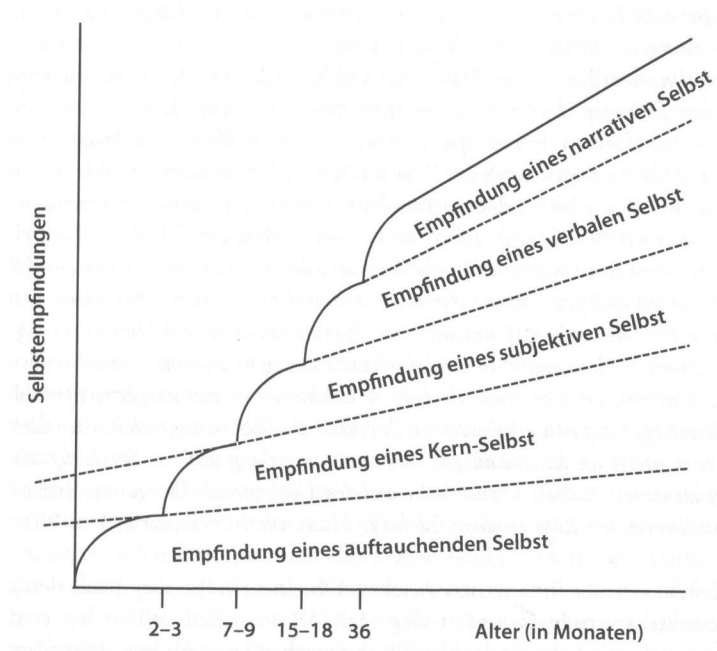 Selbstempfindungen
Empfindung eines narrativen Selbst
Empfindung eines verbalen Selbst
Empfindung eines subjektiven Selbst
Empfindung eines Kern-Selbst
Empfindung eines auftauchenden Selbst
2–3 7–9 15–18 36 Alter (in Monaten)